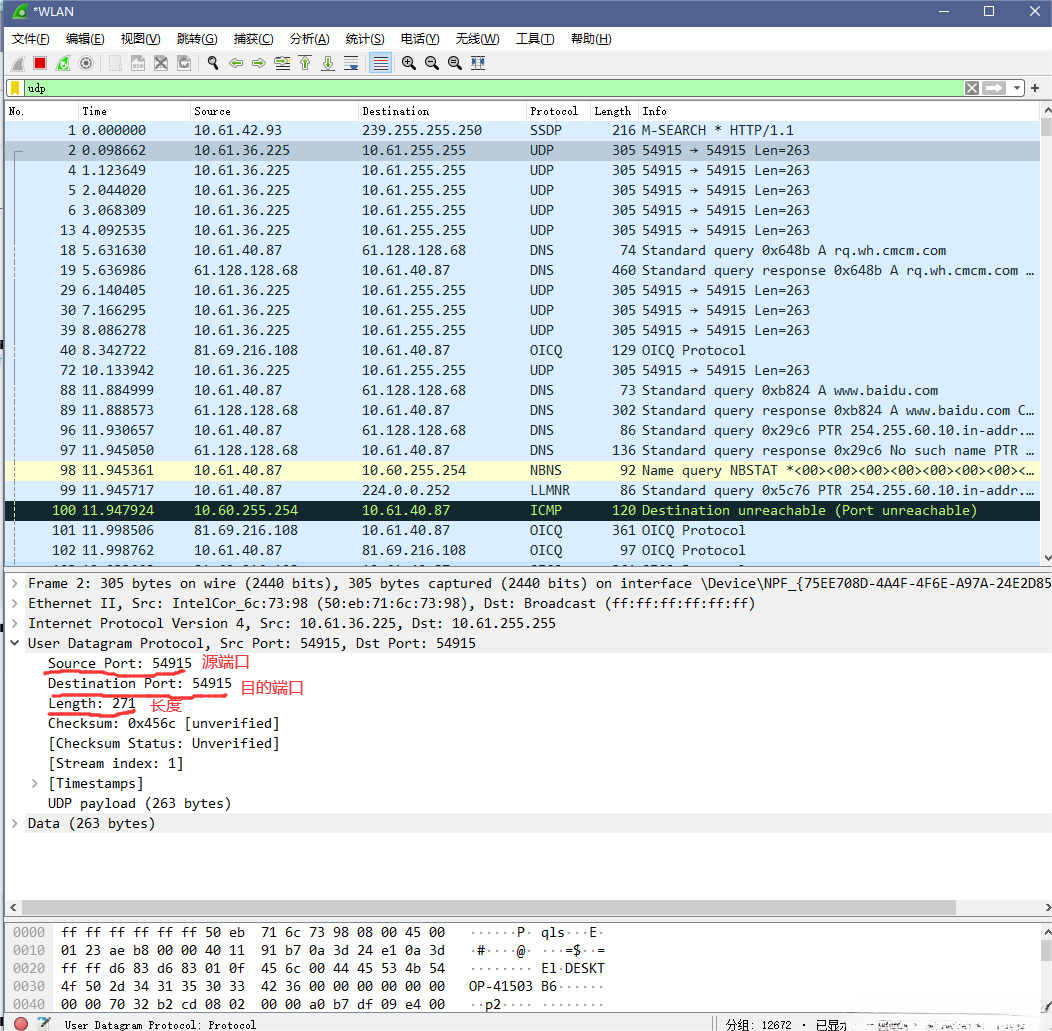 *WLAN
文件(F) 编辑(E) 视图(V) 跳转(G) 捕获(C) 分析(A) 统计(S) 电话(Y) 无线(W) 工具(T) 帮助(H)
udp
No. Time Source Destination Protocol Length Info
1 0.000000 10.61.42.93 239.255.255.250 SSDP 216 M-SEARCH * HTTP/1.1
2 0.098662 10.61.36.225 10.61.255.255 UDP 305 54915 → 54915 Len=263
4 1.123649 10.61.36.225 10.61.255.255 UDP 305 54915 → 54915 Len=263
5 2.044020 10.61.36.225 10.61.255.255 UDP 305 54915 → 54915 Len=263
6 3.068309 10.61.36.225 10.61.255.255 UDP 305 54915 → 54915 Len=263
13 4.092535 10.61.36.225 10.61.255.255 UDP 305 54915 → 54915 Len=263
18 5.631630 10.61.40.87 61.128.128.68 DNS 74 Standard query 0x648b A rq.wh.cmcm.com
19 5.636986 61.128.128.68 10.61.40.87 DNS 460 Standard query response 0x648b A rq.wh.cmcm.com …
29 6.140405 10.61.36.225 10.61.255.255 UDP 305 54915 → 54915 Len=263
30 7.166295 10.61.36.225 10.61.255.255 UDP 305 54915 → 54915 Len=263
39 8.086278 10.61.36.225 10.61.255.255 UDP 305 54915 → 54915 Len=263
40 8.342722 81.69.216.108 10.61.40.87 OICQ 129 OICQ Protocol
72 10.133942 10.61.36.225 10.61.255.255 UDP 305 54915 → 54915 Len=263
88 11.884999 10.61.40.87 61.128.128.68 DNS 73 Standard query 0xb824 A www.baidu.com
89 11.888573 61.128.128.68 10.61.40.87 DNS 302 Standard query response 0xb824 A www.baidu.com C…
96 11.930657 10.61.40.87 61.128.128.68 DNS 86 Standard query 0x29c6 PTR 254.255.60.10.in-addr.…
97 11.945050 61.128.128.68 10.61.40.87 DNS 136 Standard query response 0x29c6 No such name PTR …
98 11.945361 10.61.40.87 10.60.255.254 NBNS 92 Name query NBSTAT *<00><00><00><00><00><00><00><…
99 11.945717 10.61.40.87 224.0.0.252 LLMNR 86 Standard query 0x5c76 PTR 254.255.60.10.in-addr.…
100 11.947924 10.60.255.254 10.61.40.87 ICMP 120 Destination unreachable (Port unreachable)
101 11.998506 81.69.216.108 10.61.40.87 OICQ 361 OICQ Protocol
102 11.998762 10.61.40.87 81.69.216.108 OICQ 97 OICQ Protocol
Frame 2: 305 bytes on wire (2440 bits), 305 bytes captured (2440 bits) on interface \Device\NPF_{75EE708D-4A4F-4F6E-A97A-24E2D85
Ethernet II, Src: IntelCor_6c:73:98 (50:eb:71:6c:73:98), Dst: Broadcast (ff:ff:ff:ff:ff:ff)
Internet Protocol Version 4, Src: 10.61.36.225, Dst: 10.61.255.255
User Datagram Protocol, Src Port: 54915, Dst Port: 54915
Source Port: 54915 源端口
Destination Port: 54915 目的端口
Length: 271 长度
Checksum: 0x456c [unverified]
[Checksum Status: Unverified]
[Stream index: 1]
[Timestamps]
UDP payload (263 bytes)
Data (263 bytes)
0000 ff ff ff ff ff ff 50 eb 71 6c 73 98 08 00 45 00 ······P· qls···E·
0010 01 23 ae b8 00 00 40 11 91 b7 0a 3d 24 e1 0a 3d ·#····@· ···=$··=
0020 ff ff d6 83 d6 83 01 0f 45 6c 00 44 45 53 4b 54 ········ El·DESKT
0030 4f 50 2d 34 31 35 30 33 42 36 00 00 00 00 00 00 OP-41503 B6······
0040 00 00 70 32 b2 cd 08 02 00 00 a0 b7 df 09 e4 00 ··p2···· ········
User Datagram Protocol: Protocol 分组: 12672 · 已显示